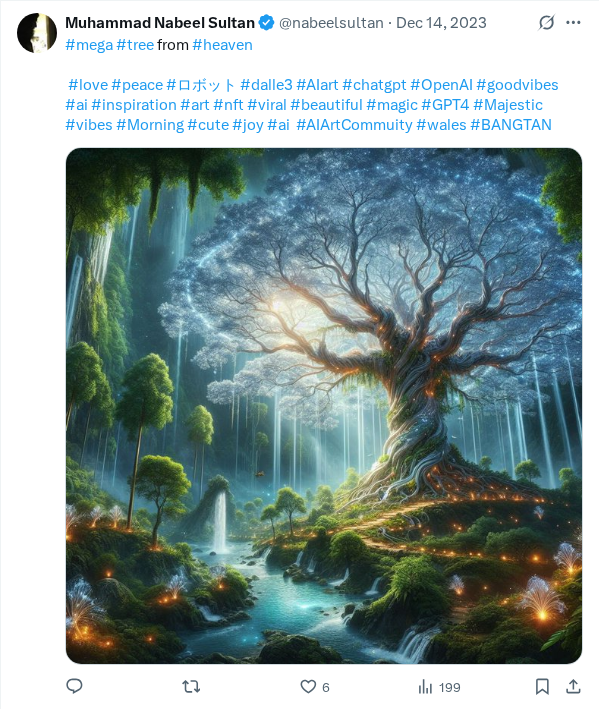 Muhammad Nabeel Sultan @nabeelsultan · Dec 14, 2023
#mega #tree from #heaven
#love #peace #ロボット #dalle3 #AIart #chatgpt #OpenAI #goodvibes
#ai #inspiration #art #nft #viral #beautiful #magic #GPT4 #Majestic
#vibes #Morning #cute #joy #ai #AIArtCommuity #wales #BANGTAN
6 199